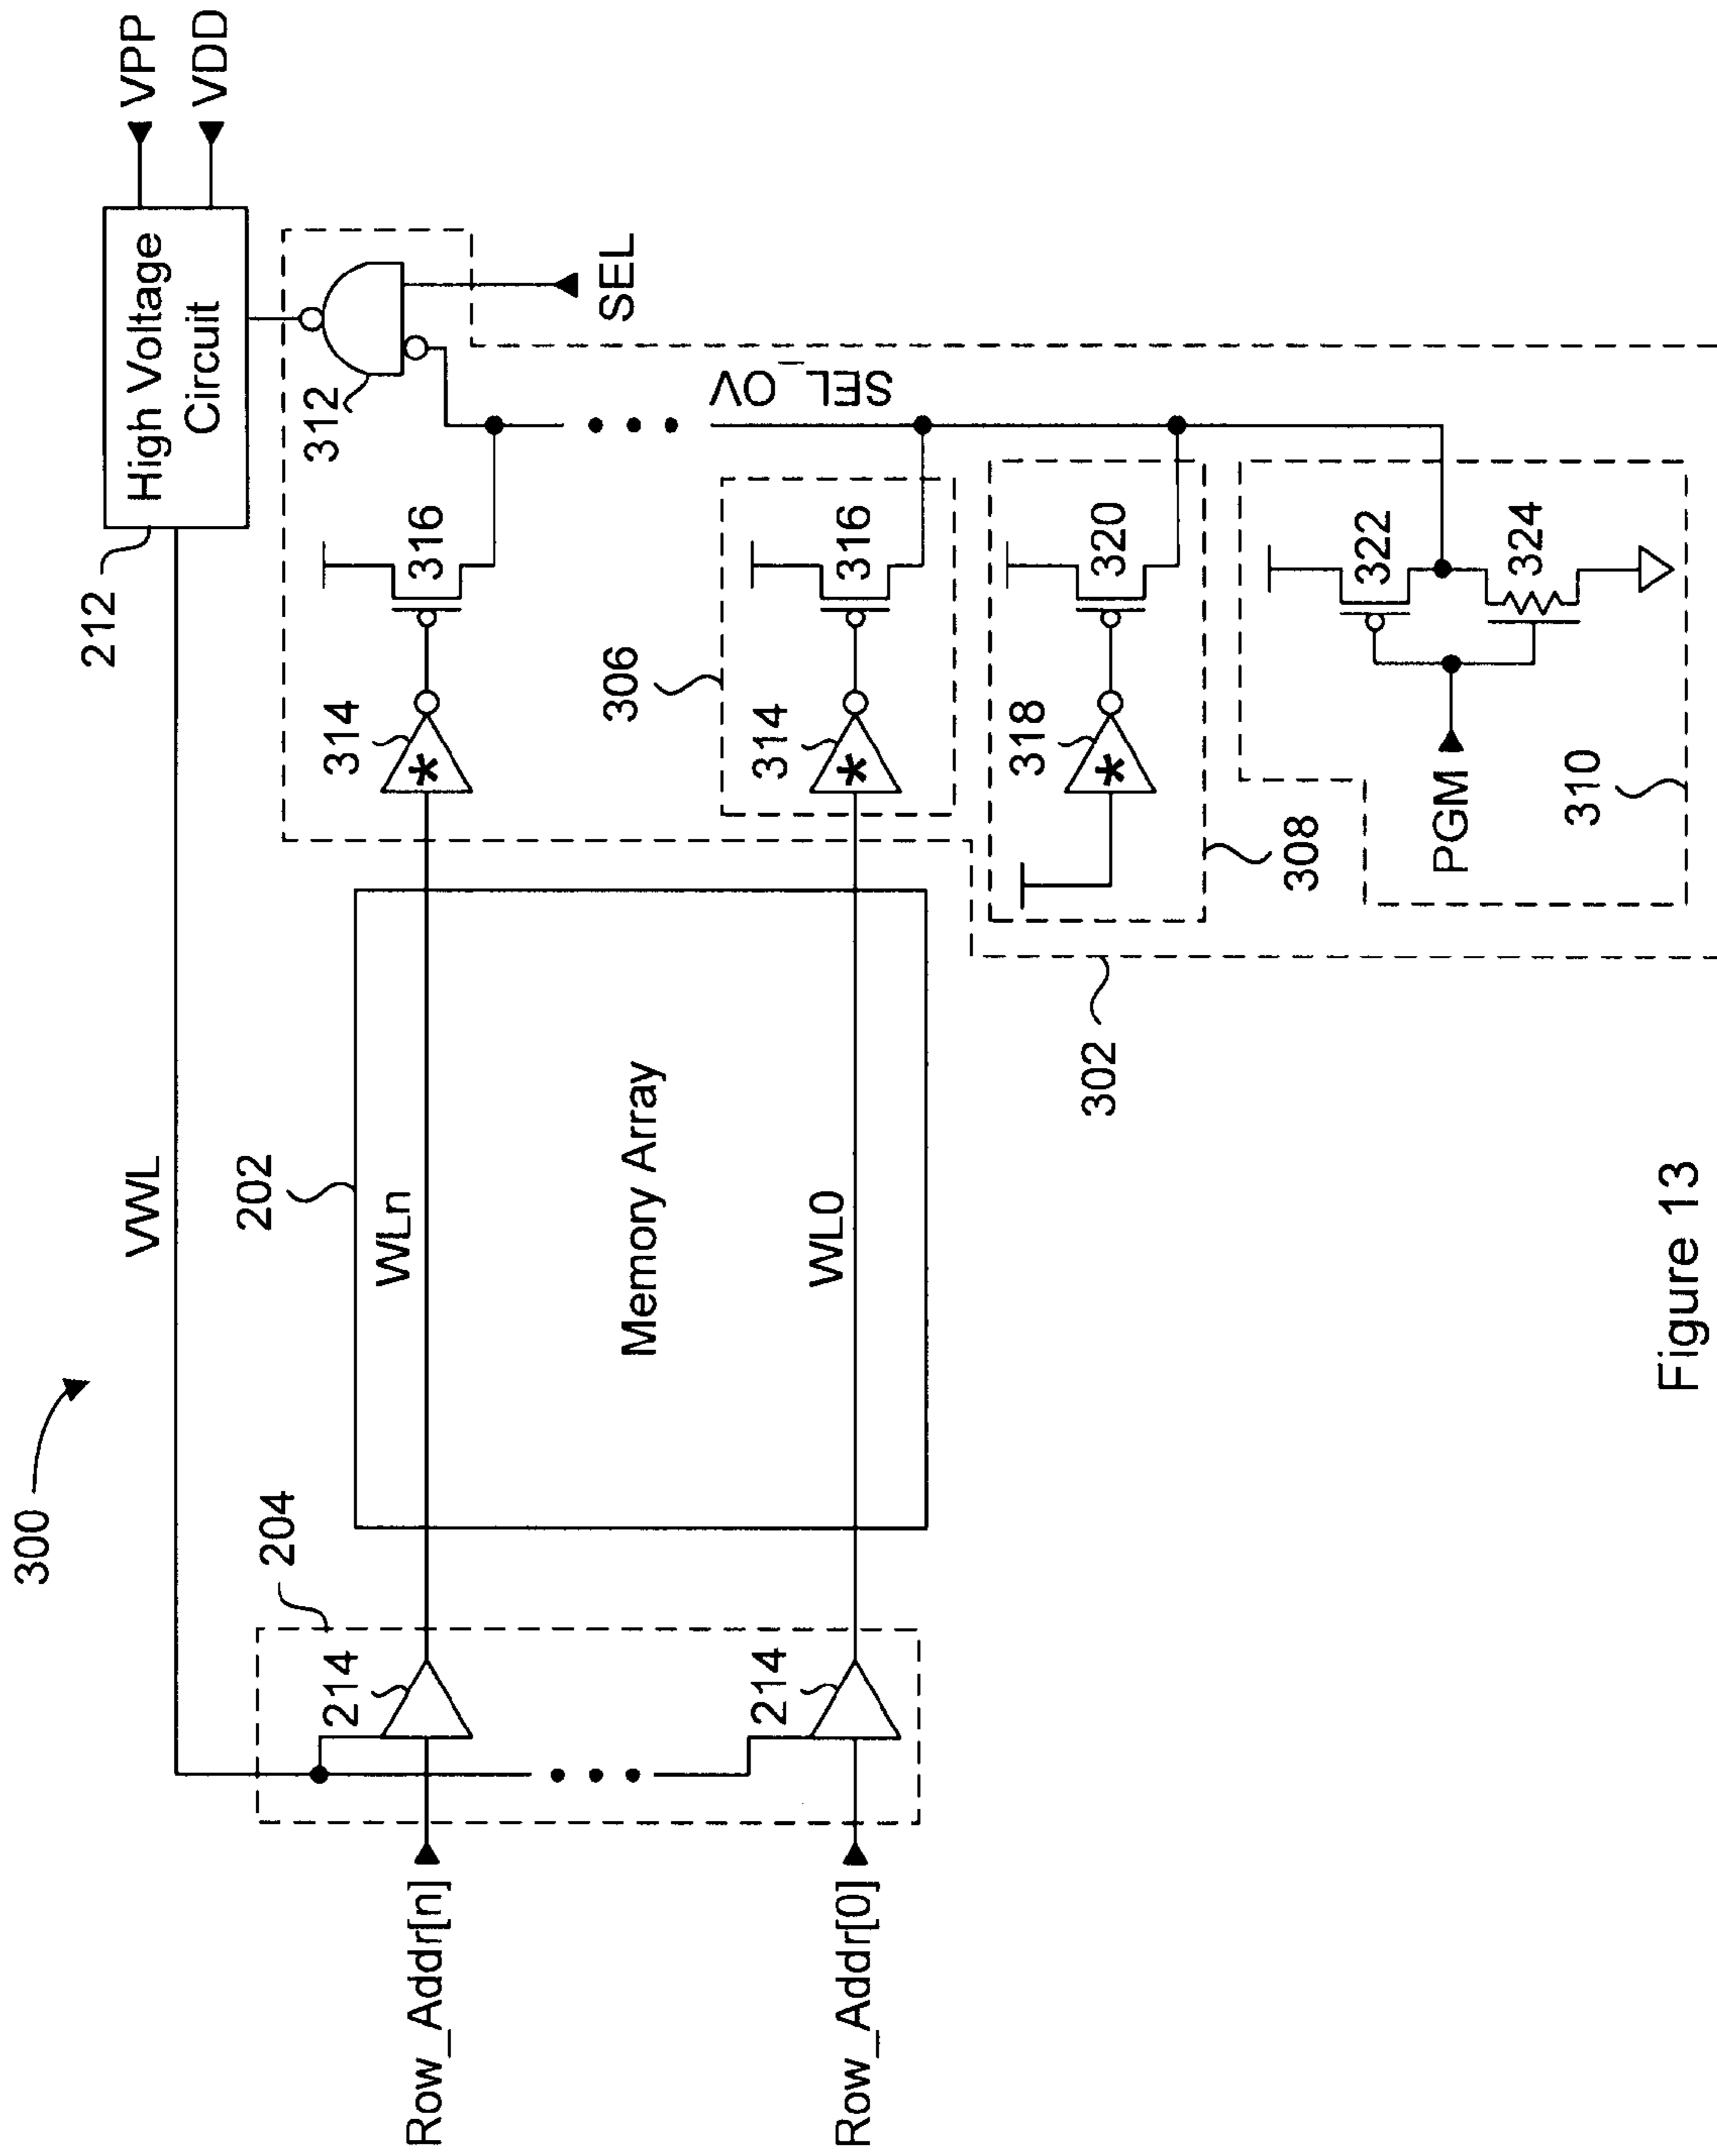 300
VWL
212
High Voltage
Circuit
VPP
VDD
204
202
214
WLn
314
316
312
SEL
Row_Addr[n]
Memory Array
306
SEL_OV
214
WL0
314
316
Row_Addr[0]
302
318
320
308
PGM
322
324
310
Figure 13
*
*
*